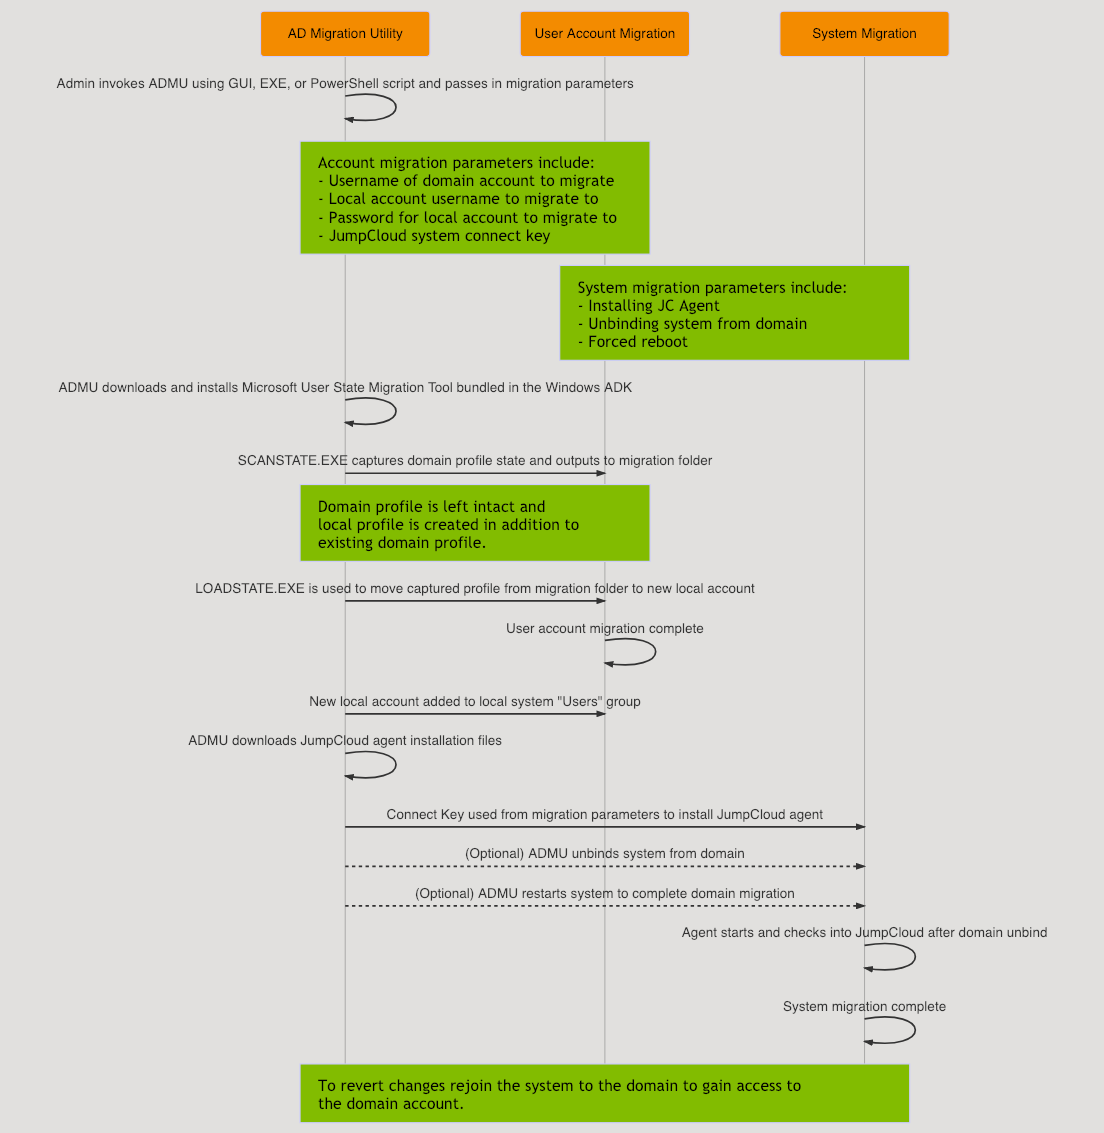 AD Migration Utility
User Account Migration
System Migration
Admin invokes ADMU using GUI, EXE, or PowerShell script and passes in migration parameters
Account migration parameters include:
- Username of domain account to migrate
- Local account username to migrate to
- Password for local account to migrate to
- JumpCloud system connect key
System migration parameters include:
- Installing JC Agent
- Unbinding system from domain
- Forced reboot
ADMU downloads and installs Microsoft User State Migration Tool bundled in the Windows ADK
SCANSTATE.EXE captures domain profile state and outputs to migration folder
Domain profile is left intact and
local profile is created in addition to
existing domain profile.
LOADSTATE.EXE is used to move captured profile from migration folder to new local account
User account migration complete
New local account added to local system "Users" group
ADMU downloads JumpCloud agent installation files
Connect Key used from migration parameters to install JumpCloud agent
(Optional) ADMU unbinds system from domain
(Optional) ADMU restarts system to complete domain migration
Agent starts and checks into JumpCloud after domain unbind
System migration complete
To revert changes rejoin the system to the domain to gain access to
the domain account.